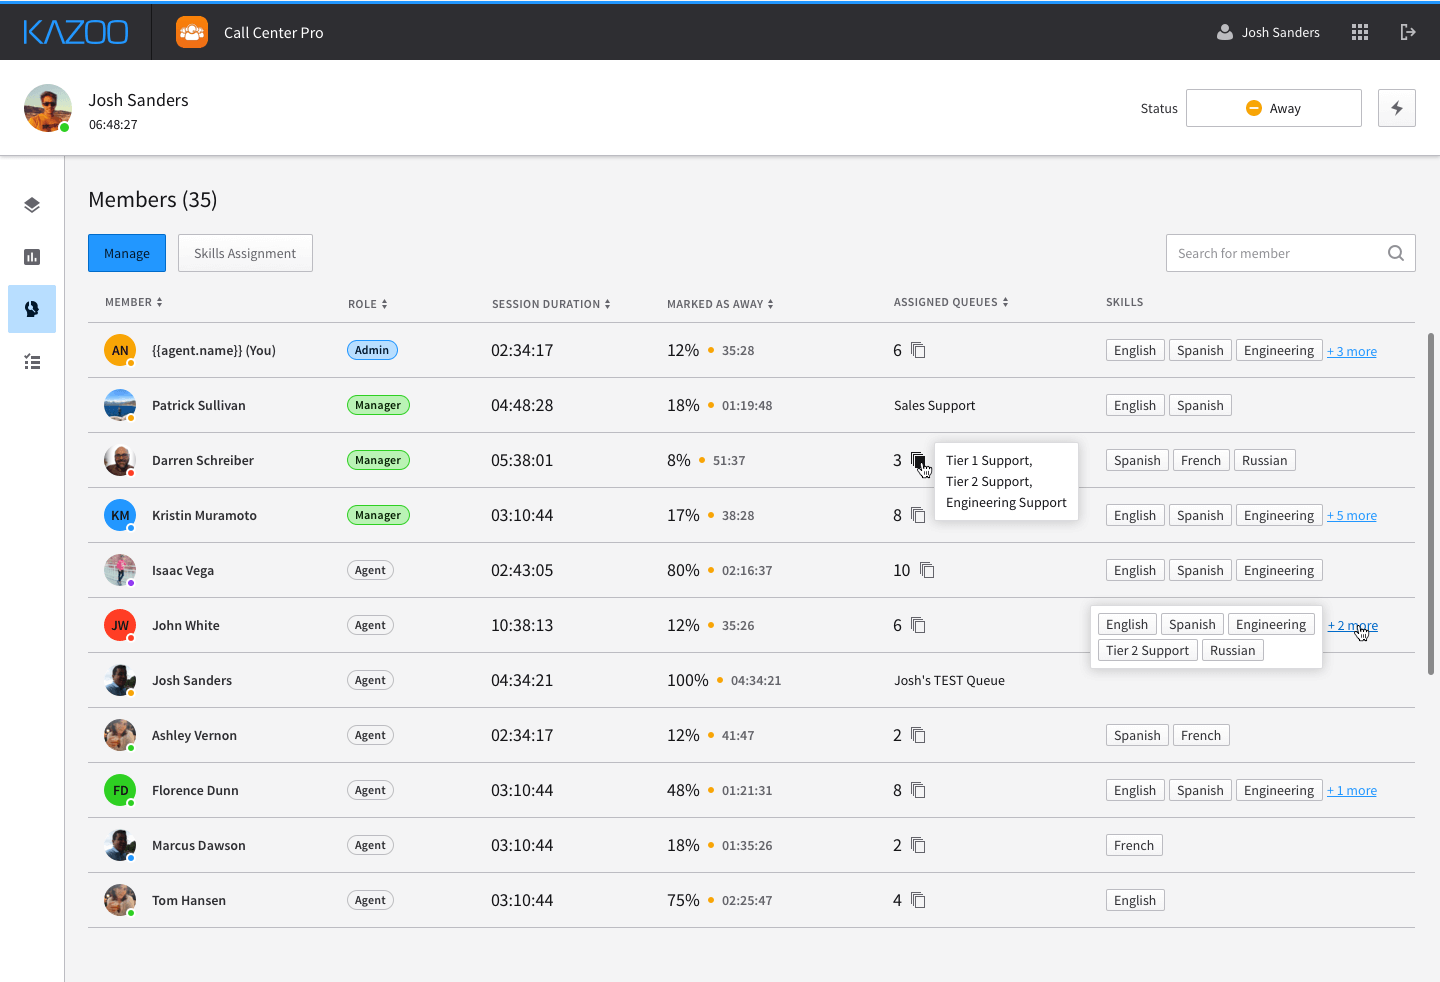 KAZOO Call Center Pro Josh Sanders
Josh Sanders
06:48:27
Status Away
Members (35)
Manage Skills Assignment Search for member
MEMBER ROLE SESSION DURATION MARKED AS AWAY ASSIGNED QUEUES SKILLS
AN {{agent.name}} (You) Admin 02:34:17 12% 35:28 6 English Spanish Engineering + 3 more
Patrick Sullivan Manager 04:48:28 18% 01:19:48 Sales Support English Spanish
Darren Schreiber Manager 05:38:01 8% 51:37 3 Spanish French Russian
Tier 1 Support,
Tier 2 Support,
Engineering Support
KM Kristin Muramoto Manager 03:10:44 17% 38:28 8 English Spanish Engineering + 5 more
Isaac Vega Agent 02:43:05 80% 02:16:37 10 English Spanish Engineering
JW John White Agent 10:38:13 12% 35:26 6 English Spanish Engineering + 2 more
Tier 2 Support Russian
Josh Sanders Agent 04:34:21 100% 04:34:21 Josh's TEST Queue
Ashley Vernon Agent 02:34:17 12% 41:47 2 Spanish French
FD Florence Dunn Agent 03:10:44 48% 01:21:31 8 English Spanish Engineering + 1 more
Marcus Dawson Agent 03:10:44 18% 01:35:26 2 French
Tom Hansen Agent 03:10:44 75% 02:25:47 4 English